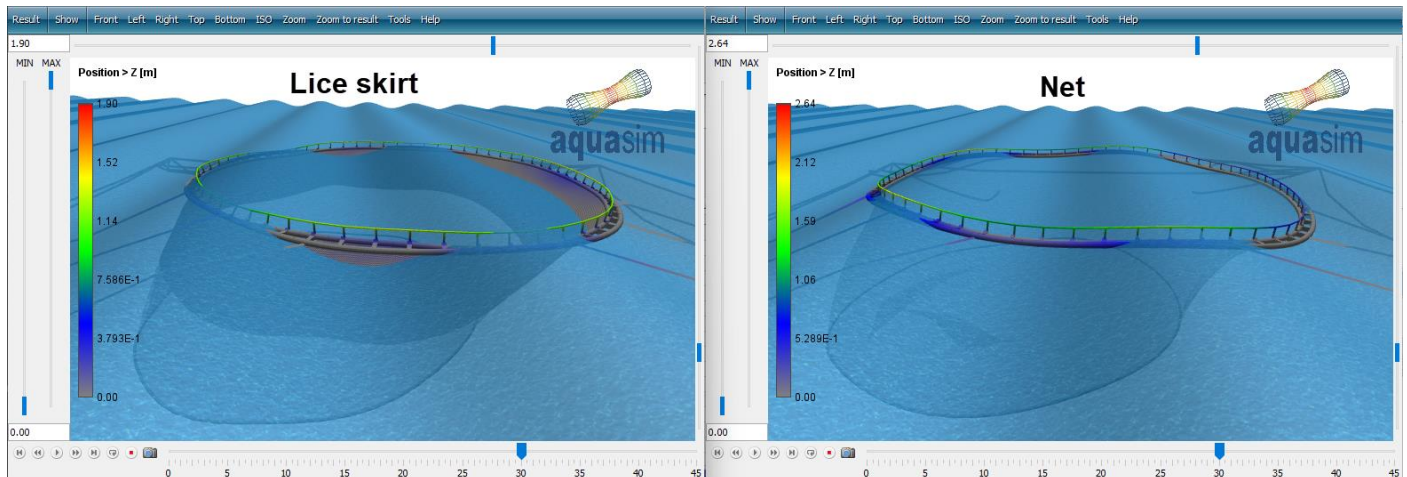 Result Show Front Left Right Top Bottom ISO Zoom Zoom to result Tools Help
1.90
MIN MAX
Position > Z [m]
Lice skirt
aquasim
1.90
1.52
1.14
7.586E-1
3.793E-1
0.00
0.00
0 5 10 15 20 25 30 35 40 45
Result Show Front Left Right Top Bottom ISO Zoom Zoom to result Tools Help
2.64
MIN MAX
Position > Z [m]
Net
aquasim
2.64
2.12
1.59
1.06
5.289E-1
0.00
0.00
0 5 10 15 20 25 30 35 40 45